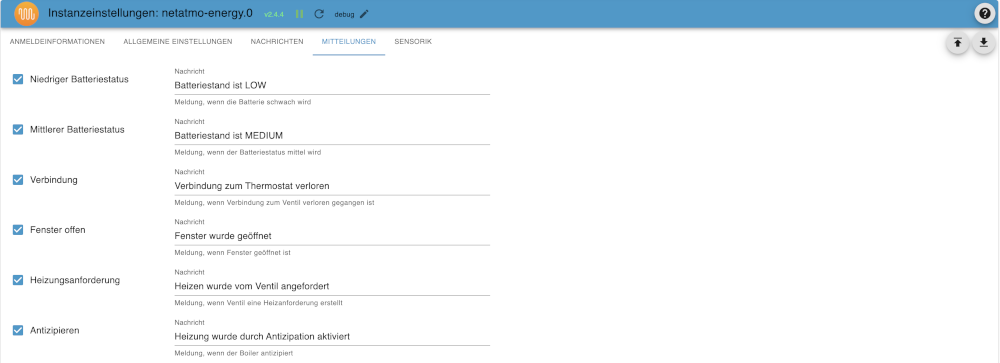 Instanzeinstellungen: netatmo-energy.0 v2.4.4 debug
ANMELDEINFORMATIONEN ALLGEMEINE EINSTELLUNGEN NACHRICHTEN MITTEILUNGEN SENSORIK
Nachricht
Niedriger Batteriestatus Batteriestand ist LOW
Meldung, wenn die Batterie schwach wird
Nachricht
Mittlerer Batteriestatus Batteriestand ist MEDIUM
Meldung, wenn der Batteriestatus mittel wird
Nachricht
Verbindung Verbindung zum Thermostat verloren
Meldung, wenn Verbindung zum Ventil verloren gegangen ist
Nachricht
Fenster offen Fenster wurde geöffnet
Meldung, wenn Fenster geöffnet ist
Nachricht
Heizungsanforderung Heizen wurde vom Ventil angefordert
Meldung, wenn Ventil eine Heizanforderung erstellt
Nachricht
Antizipieren Heizung wurde durch Antizipation aktiviert
Meldung, wenn der Boiler antizipiert